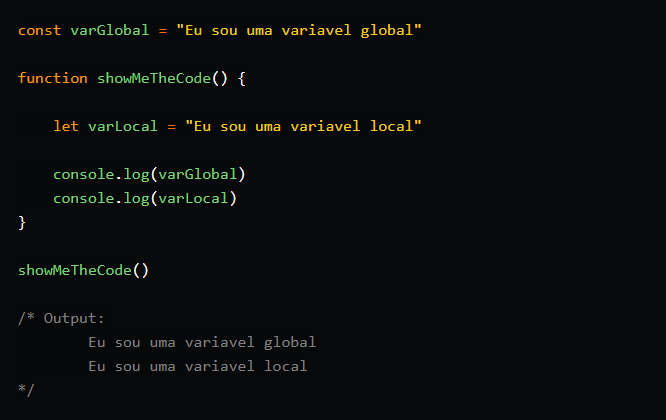 const varGlobal = "Eu sou uma variavel global"
function showMeTheCode() {
let varLocal = "Eu sou uma variavel local"
console.log(varGlobal)
console.log(varLocal)
}
showMeTheCode()
/* Output:
Eu sou uma variavel global
Eu sou uma variavel local
*/